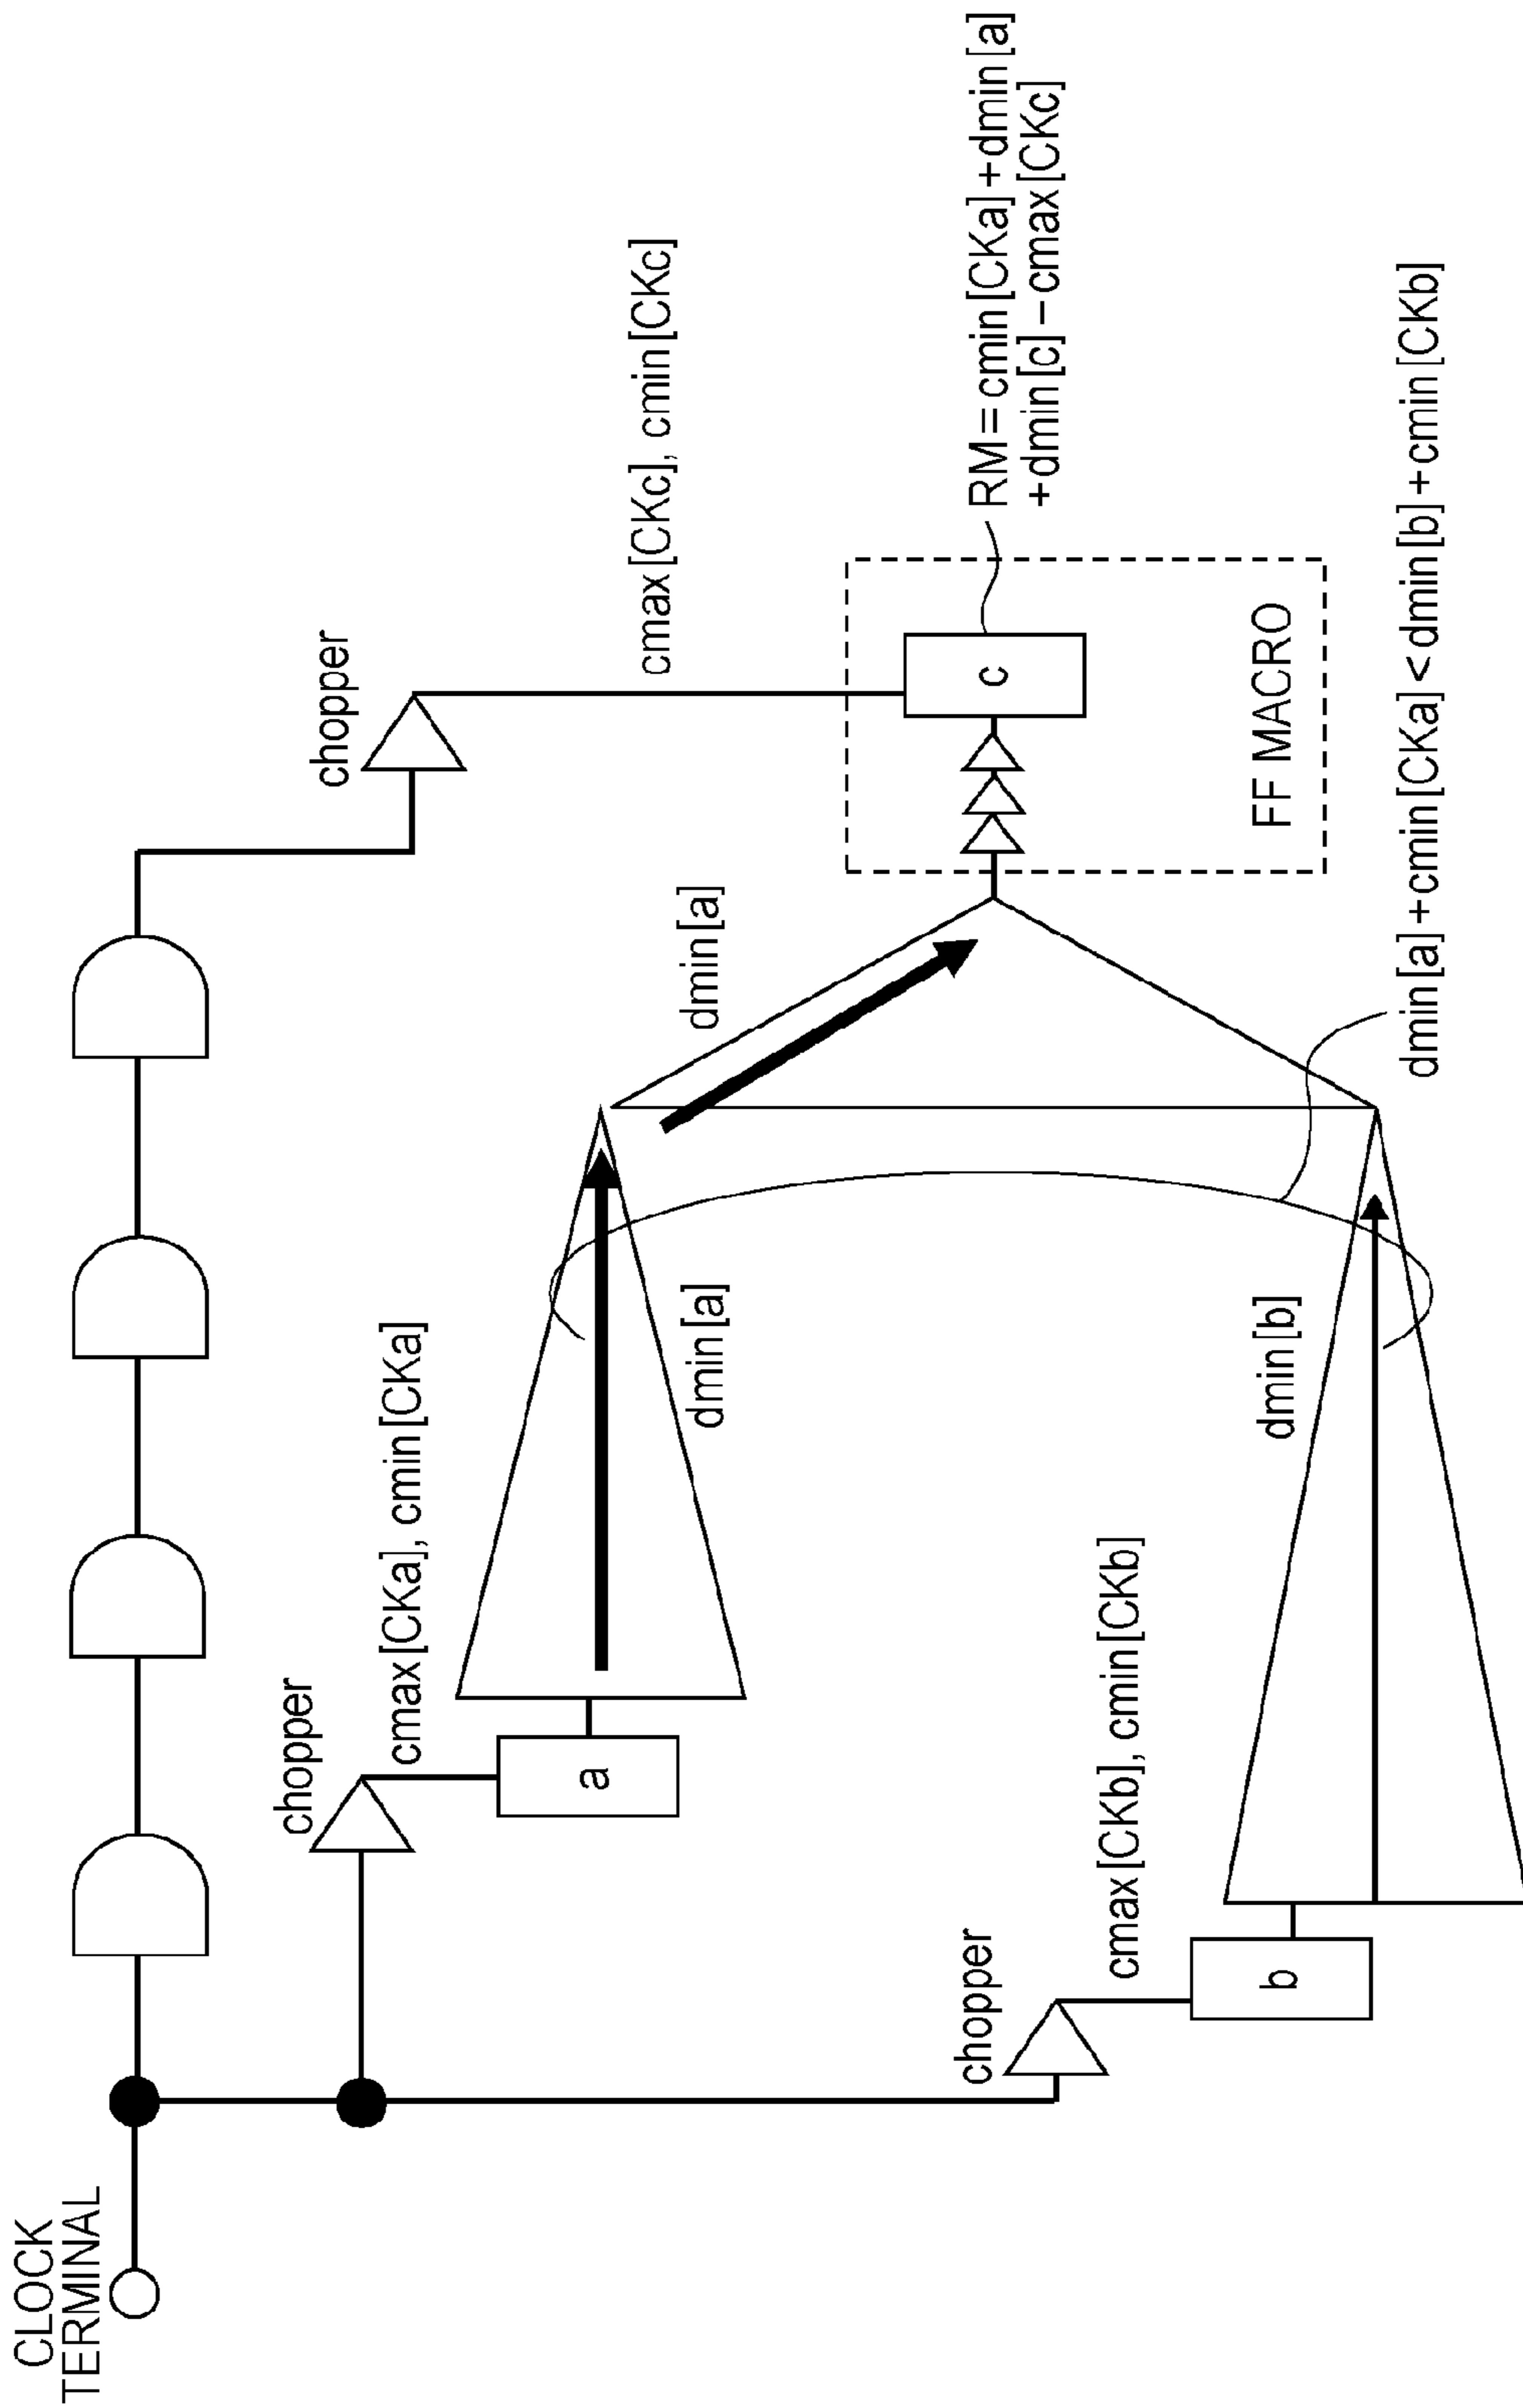 CLOCK
TERMINAL
chopper
cmax[CKc], cmin[CKc]
chopper
cmax[CKa], cmin[CKa]
a
dmin[a]
dmin[a]
c
RM=cmin[CKa]+dmin[a]
+dmin[c]−cmax[CKc]
FF MACRO
chopper
cmax[CKb], cmin[CKb]
b
dmin[b]
dmin[a]+cmin[CKa]<dmin[b]+cmin[CKb]